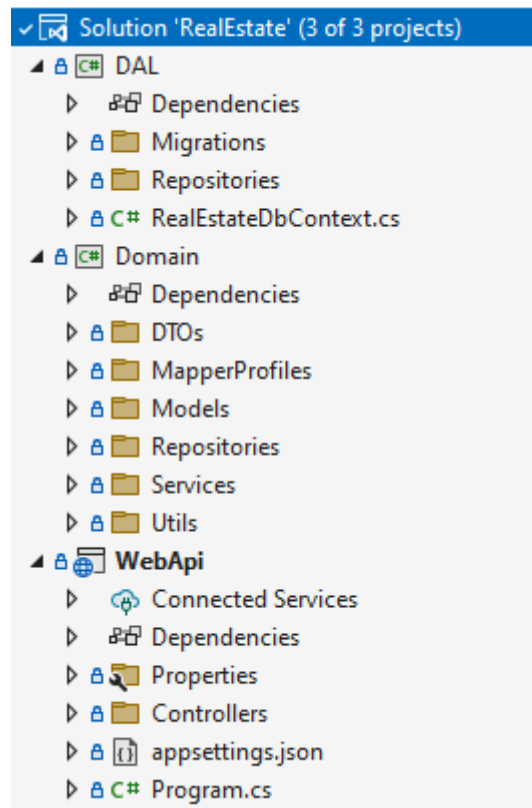 Solution 'RealEstate' (3 of 3 projects)
C# DAL
Dependencies
Migrations
Repositories
C# RealEstateDbContext.cs
C# Domain
Dependencies
DTOs
MapperProfiles
Models
Repositories
Services
Utils
WebApi
Connected Services
Dependencies
Properties
Controllers
appsettings.json
C# Program.cs